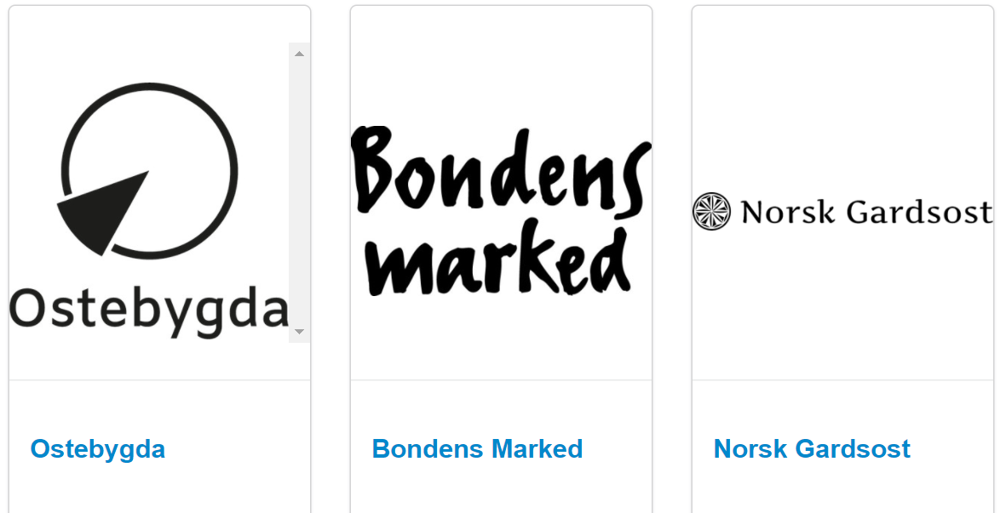 Ostebygda
Bondens
marked
Norsk Gardsost
Ostebygda
Bondens Marked
Norsk Gardsost